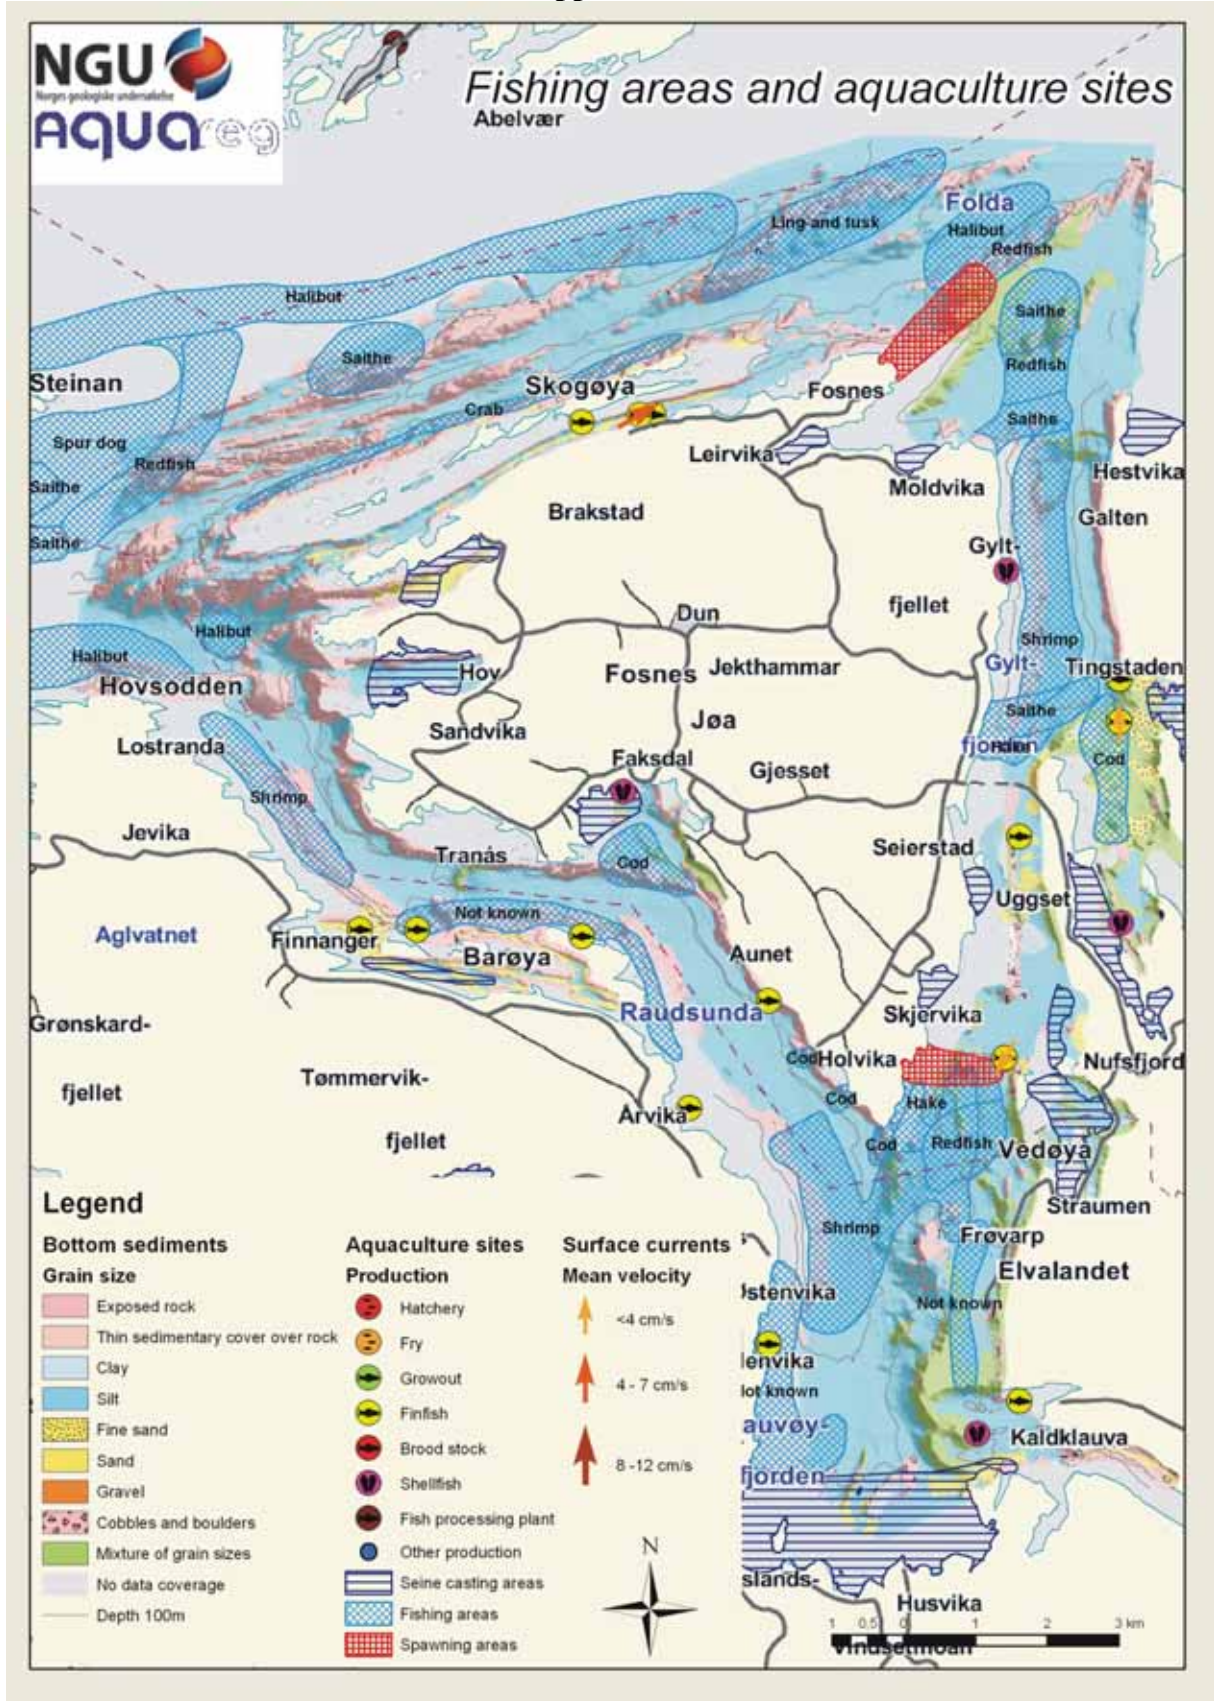 NGU
Norges geologiske undersøkelse
Aquareg
Fishing areas and aquaculture sites
Abelvær
Folda
Ling and tusk
Halibut
Redfish
Halibut
Saithe
Saithe
Redfish
Steinan
Skogøya
Fosnes
Crab
Saithe
Spur dog
Leirvika
Redfish
Hestvika
Saithe
Moldvika
Brakstad
Galten
Saithe
Gylt-
fjellet
Dun
Halibut
Shrimp
Halibut
Gylt-
Tingstaden
Hovsodden
Hov
Fosnes
Jekthammar
Saithe
Jøa
Sandvika
Lostranda
fjorden
Faksdal
Cod
Gjesset
Shrimp
Jevika
Seierstad
Tranås
Cod
Uggset
Not known
Aglvatnet
Finnanger
Barøya
Aunet
Raudsunda
Skjervika
Grønskard-
Cod
Holvika
Nufsfjord
Tømmervik-
fjellet
Cod
Hake
Årvika
fjellet
Cod
Redfish
Vedøya
Straumen
Shrimp
Frøvarp
Elvalandet
Not known
stenvika
lenvika
lot known
auvøy-
Kaldklauva
fjorden
slands-
Husvika
Vindsetmoan
Legend
Bottom sediments
Grain size
Exposed rock
Thin sedimentary cover over rock
Clay
Silt
Fine sand
Sand
Gravel
Cobbles and boulders
Mixture of grain sizes
No data coverage
Depth 100m
Aquaculture sites
Production
Hatchery
Fry
Growout
Finfish
Brood stock
Shellfish
Fish processing plant
Other production
Seine casting areas
Fishing areas
Spawning areas
Surface currents
Mean velocity
<4 cm/s
4 - 7 cm/s
8 -12 cm/s
N
1 0.5 0 1 2 3 km